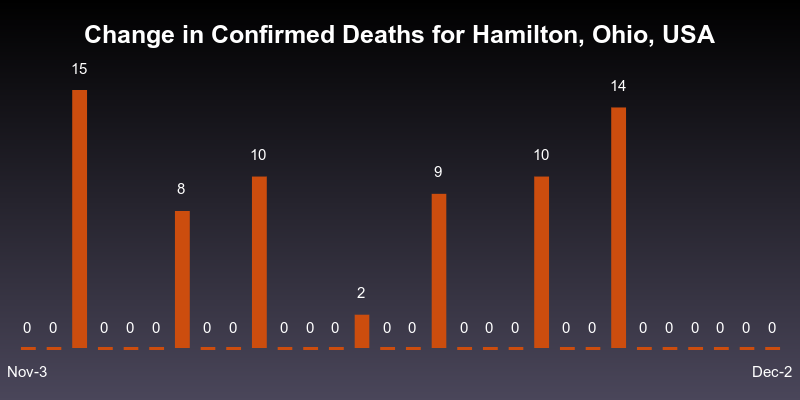 Change in Confirmed Deaths for Hamilton, Ohio, USA
0 0 15 0 0 0 8 0 0 10 0 0 0 2 0 0 9 0 0 0 10 0 0 14 0 0 0 0 0 0
Nov-3 Dec-2